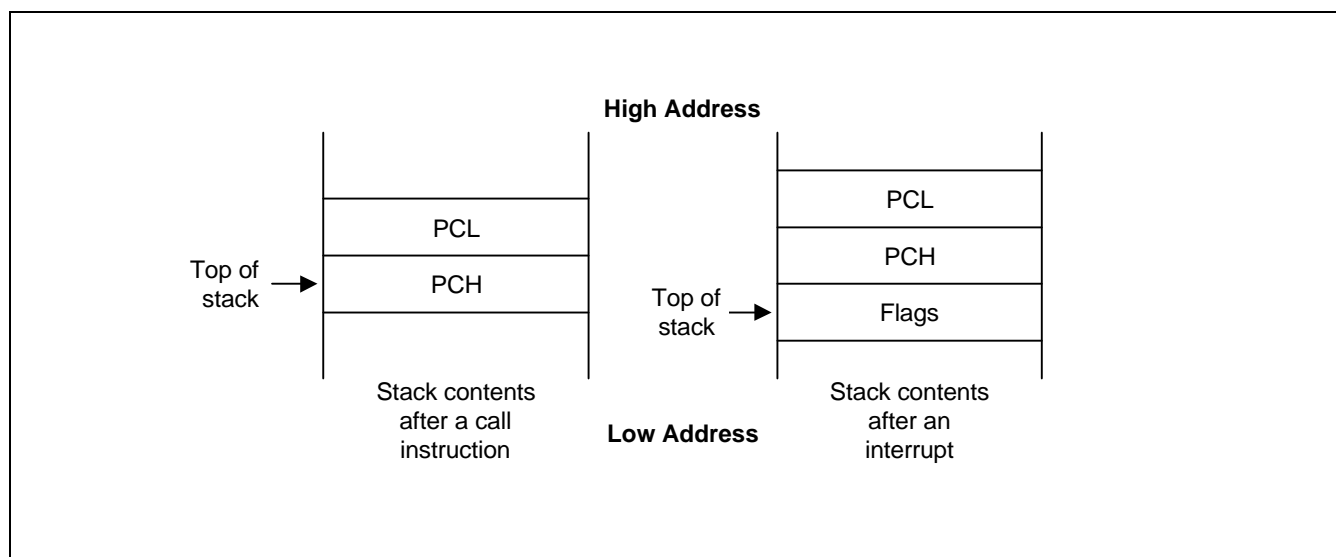 High Address
PCL
PCH
Top of
stack
Stack contents
after a call
instruction
PCL
PCH
Flags
Top of
stack
Stack contents
after an
interrupt
Low Address